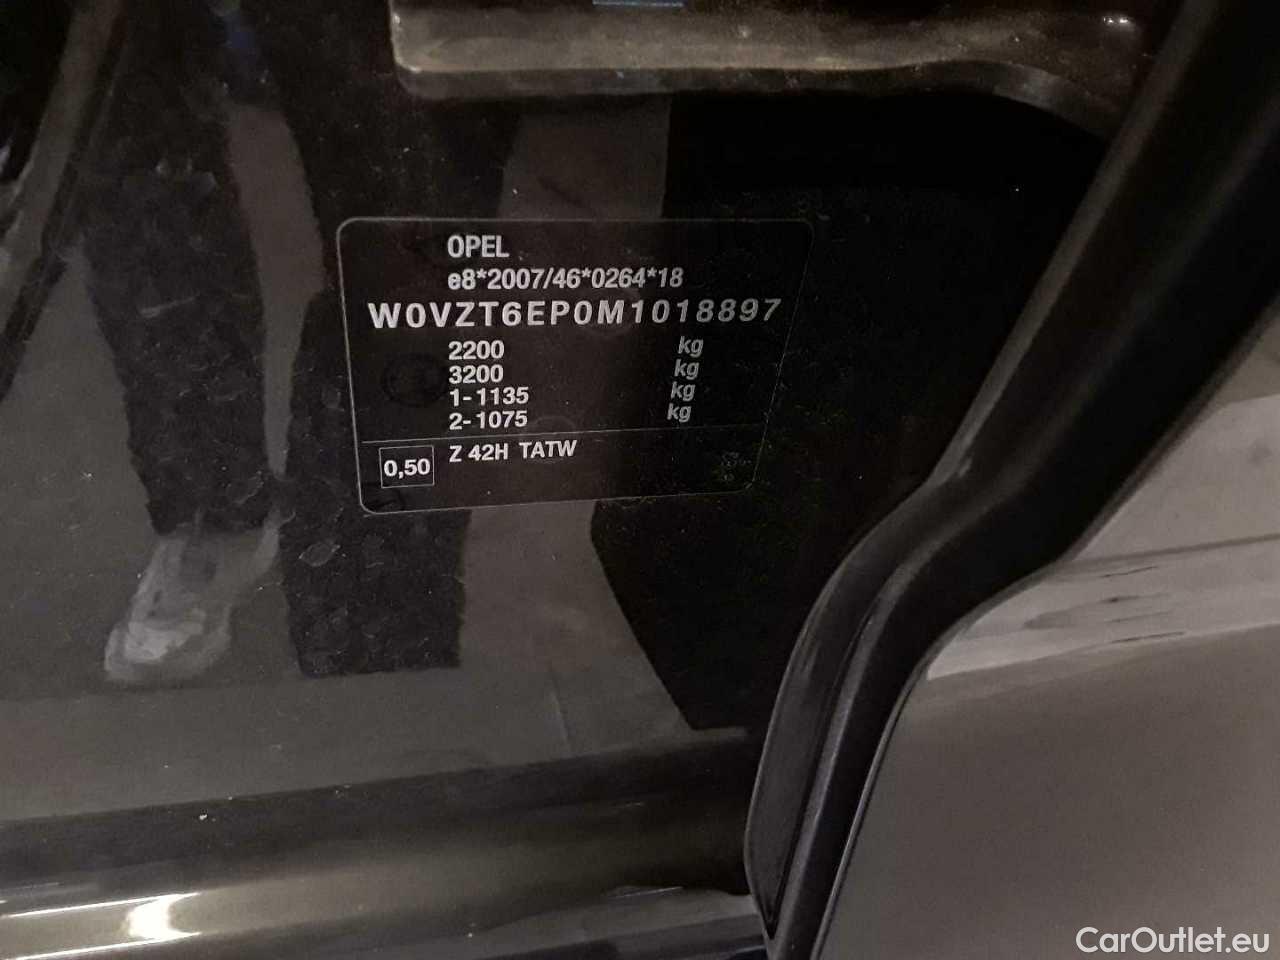 OPEL
e8*2007/46*0264*18
W0VZT6EP0M1018897
2200 kg
3200 kg
1-1135 kg
2-1075 kg
0,50 Z 42H TATW
CarOutlet.eu